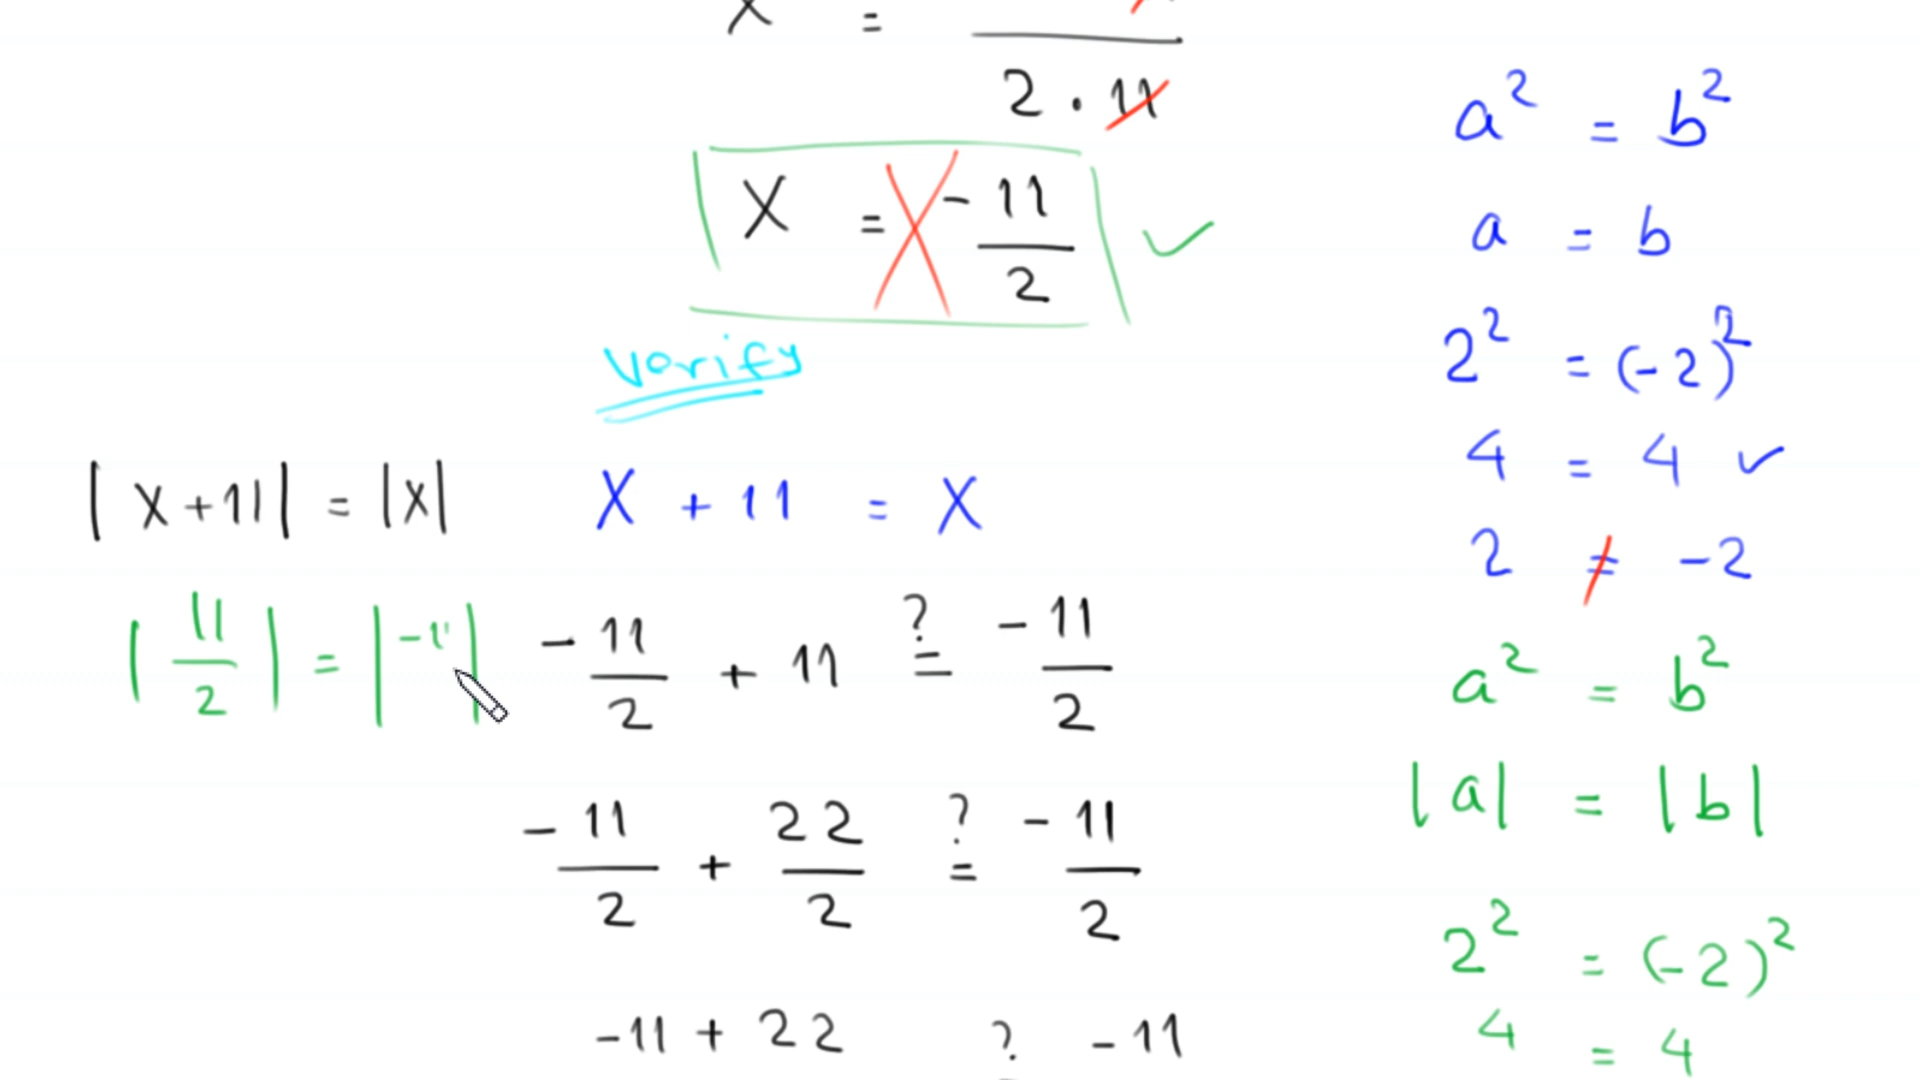 X =
2 · 11
X = - 11/2 ✓
Verify
|X + 11| = |X|
|11/2| = |-11|
X + 11 = X
- 11/2 + 11 ?= - 11/2
- 11/2 + 22/2 ?= - 11/2
-11 + 22 ? -11
a² = b²
a = b
2² = (-2)²
4 = 4 ✓
2 ≠ -2
a² = b²
|a| = |b|
2² = (-2)²
4 = 4